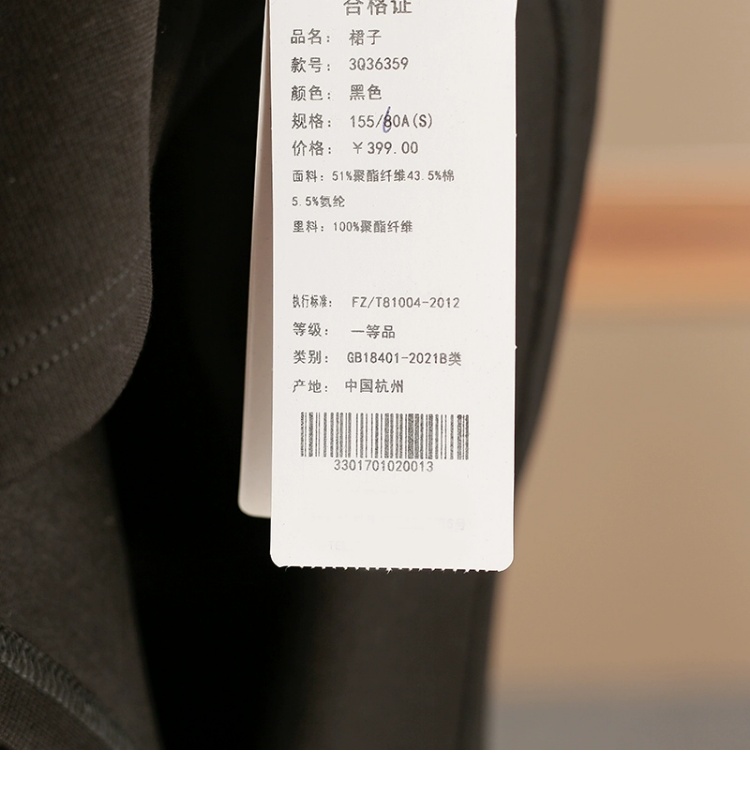 合格证
品名: 裙子
款号: 3Q36359
颜色: 黑色
规格: 155/80A(S)
价格: ￥399.00
面料: 51%聚酯纤维43.5%棉
5.5%氨纶
里料: 100%聚酯纤维
执行标准: FZ/T81004-2012
等级: 一等品
类别: GB18401-2021B类
产地: 中国杭州
3301701020013